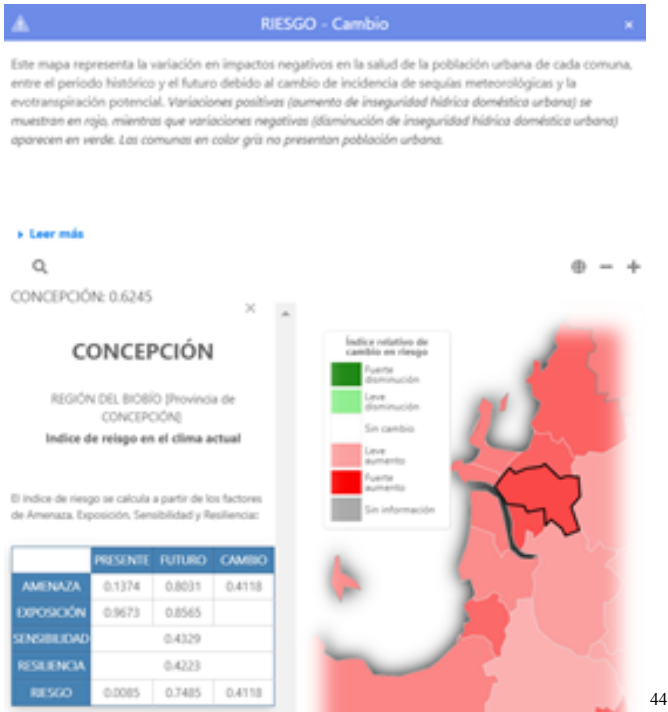 RIESGO - Cambio
×
Este mapa representa la variación en impactos negativos en la salud de la población urbana de cada comuna,
entre el periodo histórico y el futuro debido al cambio de incidencia de sequías meteorológicas y la
evotranspiración potencial. Variaciones positivas (aumento de inseguridad hídrica doméstica urbana) se
muestran en rojo, mientras que variaciones negativas (disminución de inseguridad hídrica doméstica urbana)
aparecen en verde. Las comunas en color gris no presentan población urbana.
Leer más
CONCEPCIÓN: 0.6245
×
CONCEPCIÓN
REGIÓN DEL BIOBÍO [Provincia de
CONCEPCIÓN]
Indice de reisgo en el clima actual
El índice de riesgo se calcula a partir de los factores
de Amenaza, Exposición, Sensibilidad y Resiliencia:
PRESENTE FUTURO CAMBIO
AMENAZA 0.1374 0.8031 0.4118
EXPOSICIÓN 0.9673 0.8565
SENSIBILIDAD 0.4329
RESILIENCIA 0.4223
RIESGO 0.0085 0.7485 0.4118
Índice relativo de
cambio en riesgo
Fuerte
disminución
Leve
disminución
Sin cambio
Leve
aumento
Fuerte
aumento
Sin información
44